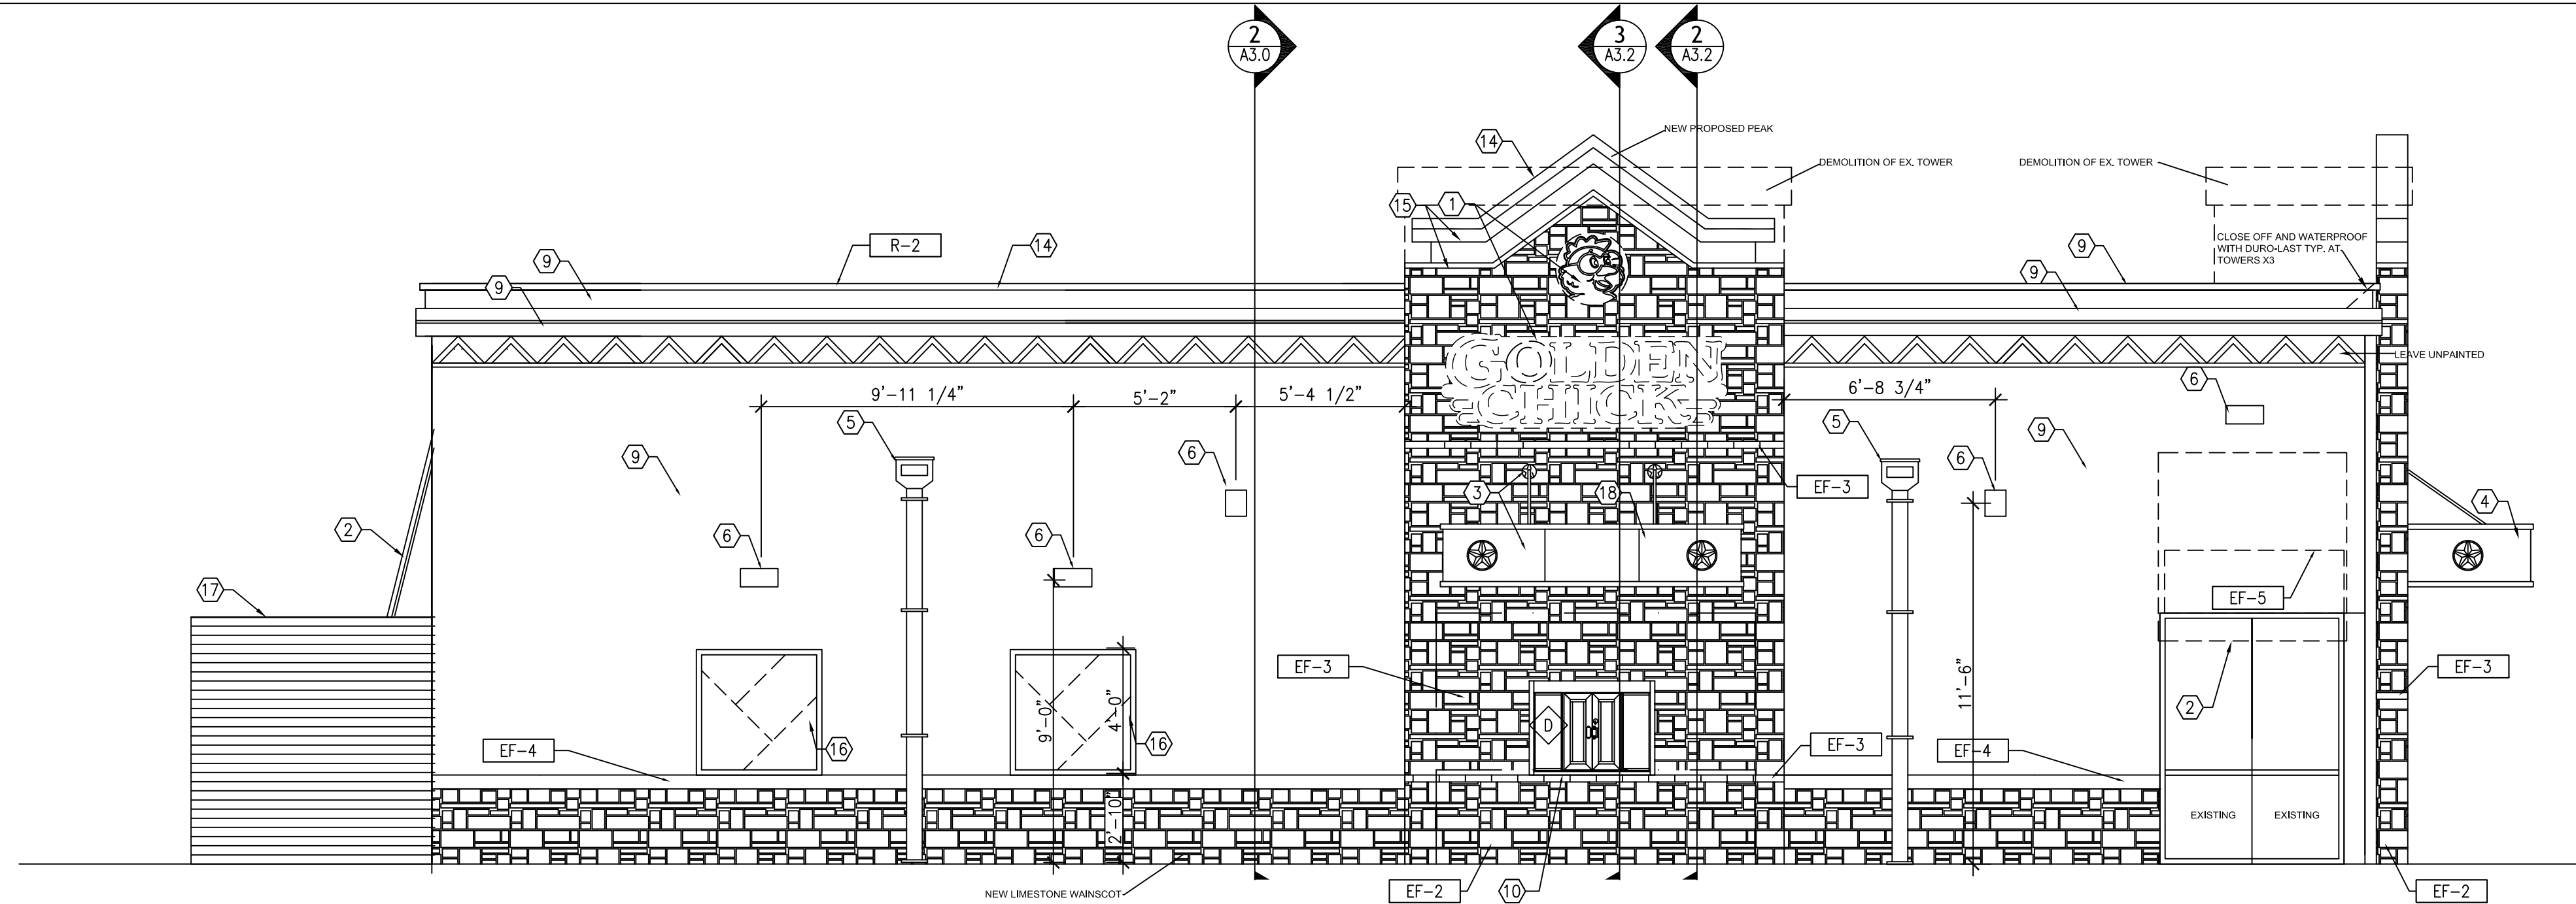 2
A3.0
3
A3.2
2
A3.2
NEW PROPOSED PEAK
14
DEMOLITION OF EX. TOWER
DEMOLITION OF EX. TOWER
15
1
R-2
14
9
9
CLOSE OFF AND WATERPROOF
WITH DURO-LAST TYP. AT
TOWERS X3
9
9
9
GOLDEN
CHICK
LEAVE UNPAINTED
9'-11 1/4"
5'-2"
5'-4 1/2"
6'-8 3/4"
6
5
9
6
5
6
9
EF-3
3
18
4
2
6
6
17
EF-5
EF-3
EF-3
11'-6"
2
9'-0"
4'-0"
D
16
16
EF-4
EF-3
EF-4
2'-10"
EXISTING
EXISTING
NEW LIMESTONE WAINSCOT
EF-2
10
EF-2